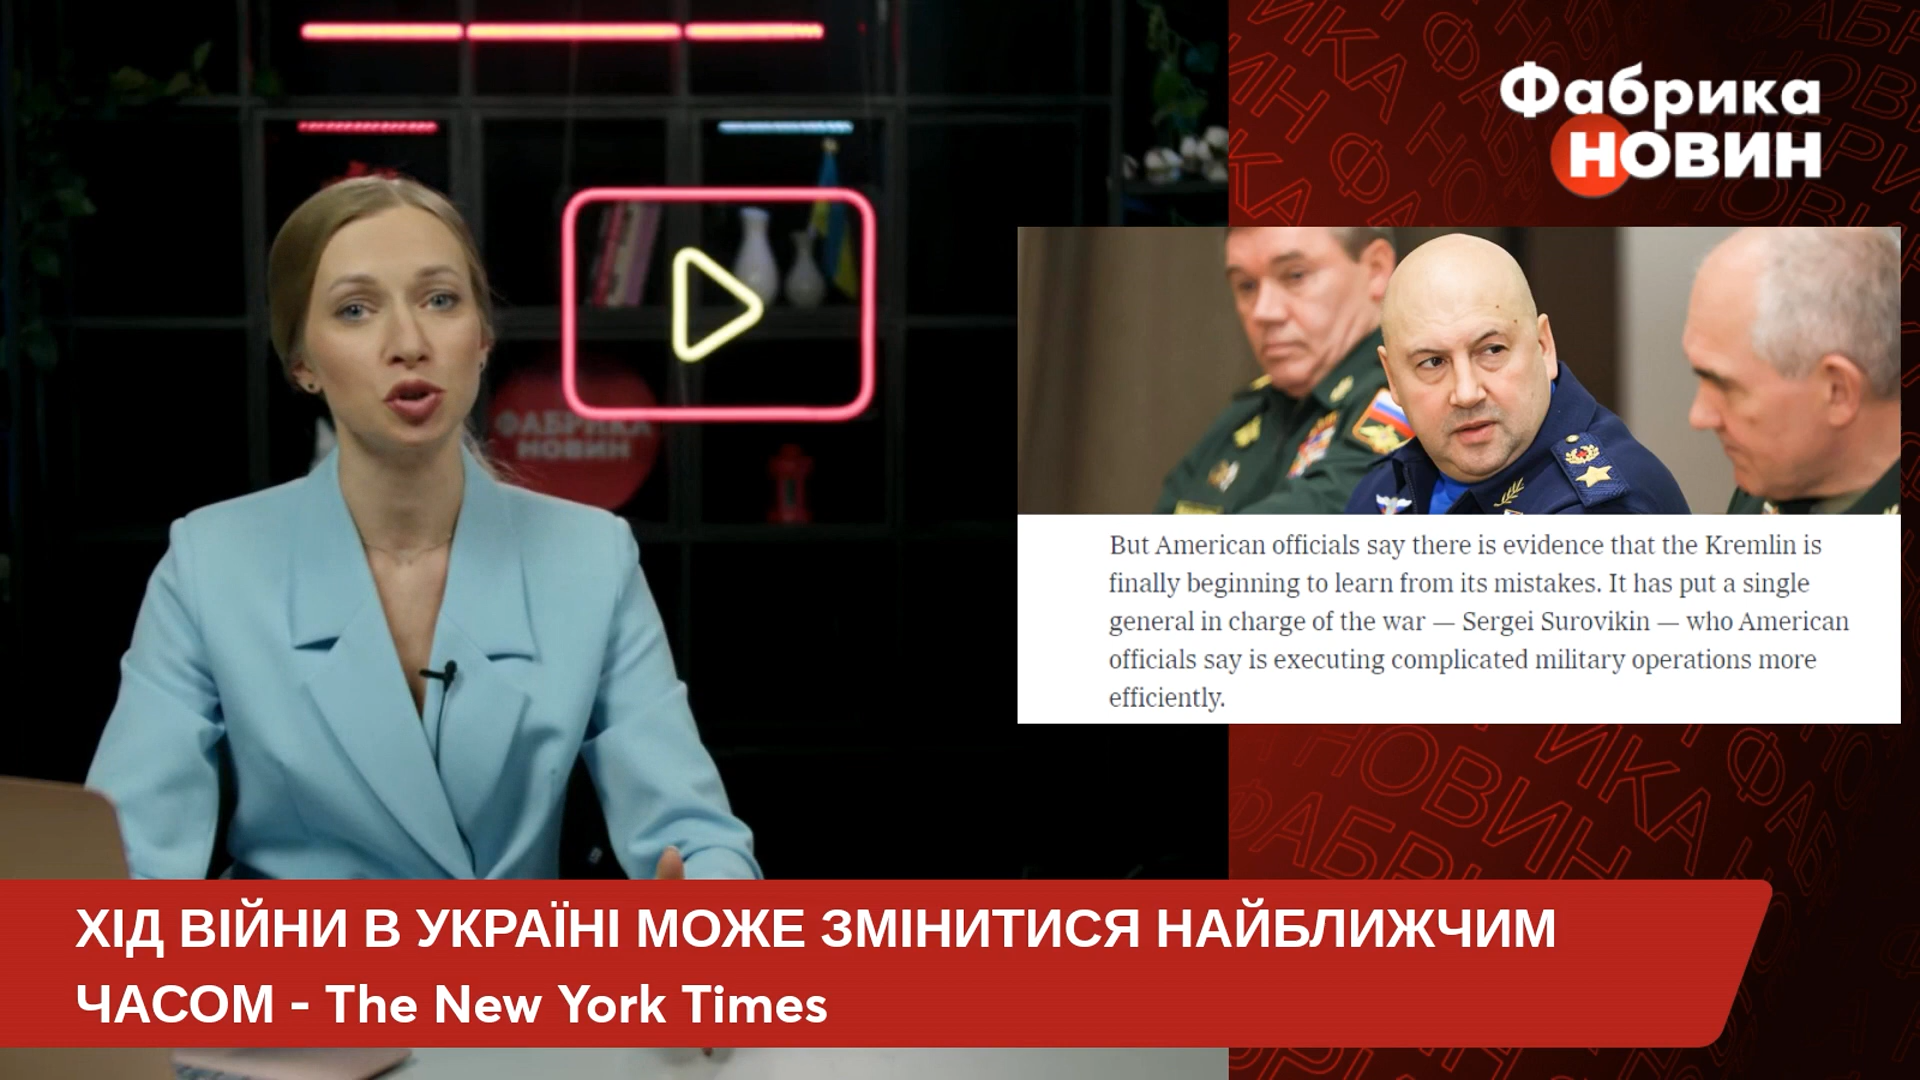 Фабрика
НОВИН
ФАБРИКА
НОВИН
But American officials say there is evidence that the Kremlin is
finally beginning to learn from its mistakes. It has put a single
general in charge of the war — Sergei Surovikin — who American
officials say is executing complicated military operations more
efficiently.
ХІД ВІЙНИ В УКРАЇНІ МОЖЕ ЗМІНИТИСЯ НАЙБЛИЖЧИМ
ЧАСОМ - The New York Times